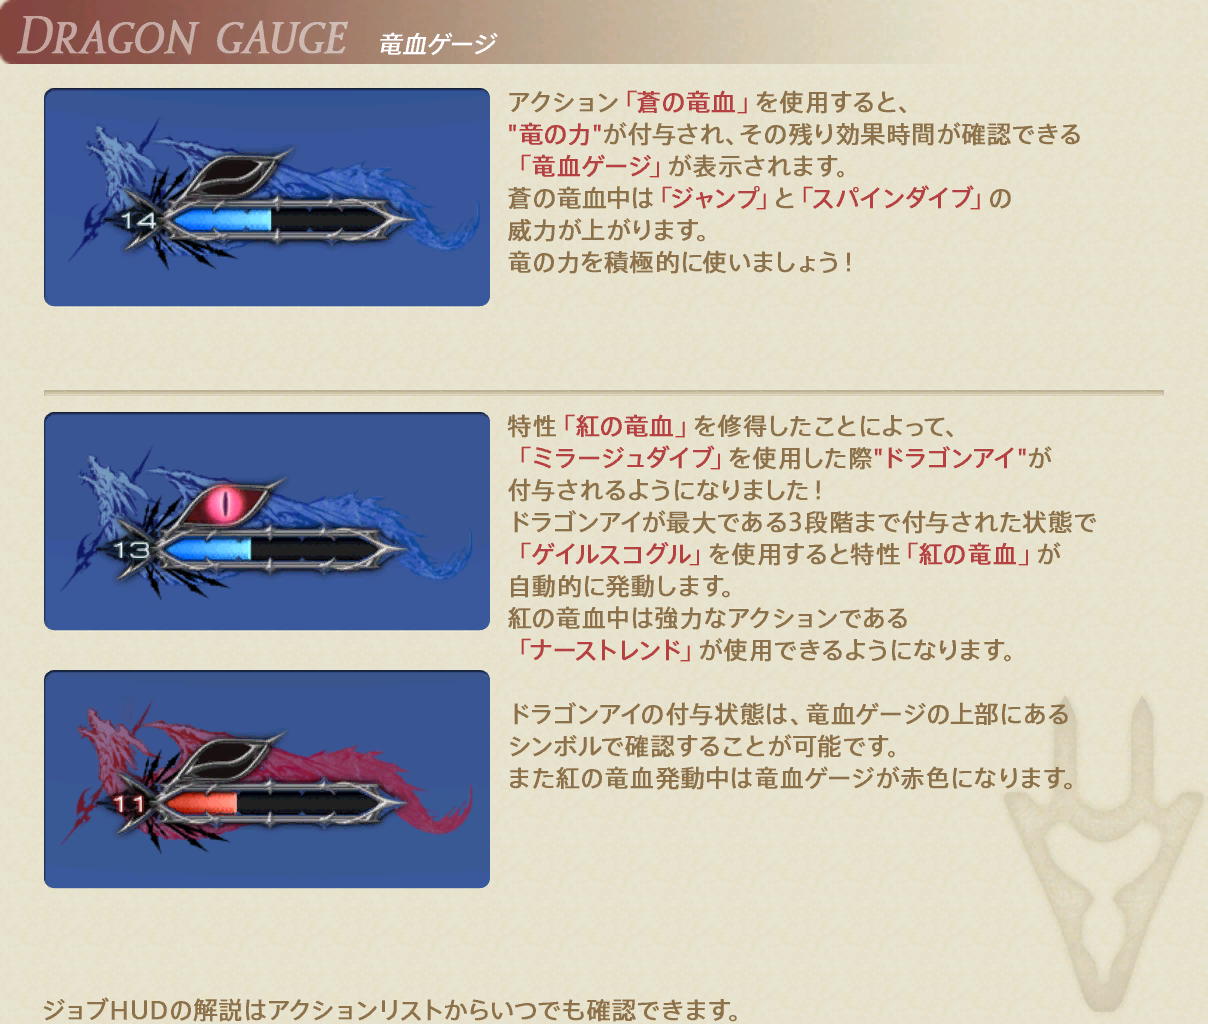 DRAGON GAUGE 竜血ゲージ
アクション「蒼の竜血」を使用すると、
"竜の力"が付与され、その残り効果時間が確認できる
「竜血ゲージ」が表示されます。
蒼の竜血中は「ジャンプ」と「スパインダイブ」の
威力が上がります。
竜の力を積極的に使いましょう！
14
特性「紅の竜血」を修得したことによって、
「ミラージュダイブ」を使用した際"ドラゴンアイ"が
付与されるようになりました！
ドラゴンアイが最大である3段階まで付与された状態で
「ゲイルスコグル」を使用すると特性「紅の竜血」が
自動的に発動します。
紅の竜血中は強力なアクションである
「ナーストレンド」が使用できるようになります。
13
ドラゴンアイの付与状態は、竜血ゲージの上部にある
シンボルで確認することが可能です。
また紅の竜血発動中は竜血ゲージが赤色になります。
11
ジョブHUDの解説はアクションリストからいつでも確認できます。